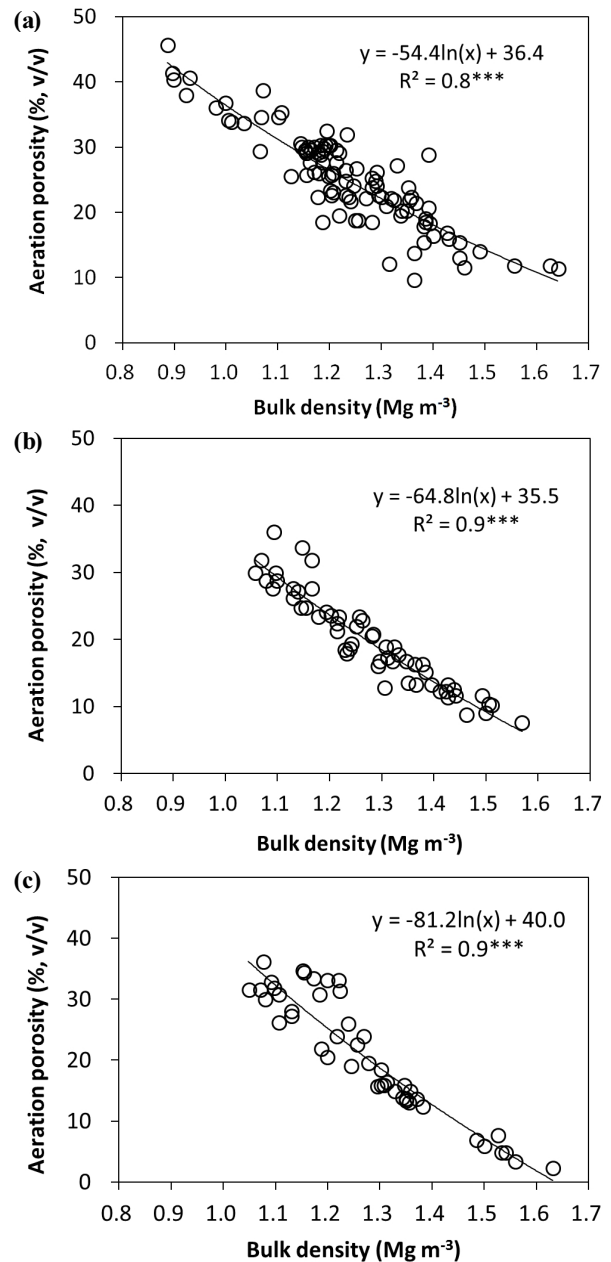 (a)
y = -54.4ln(x) + 36.4
R² = 0.8***
Aeration porosity (%, v/v)
50
40
30
20
10
0
0.8 0.9 1.0 1.1 1.2 1.3 1.4 1.5 1.6 1.7
Bulk density (Mg m⁻³)
(b)
y = -64.8ln(x) + 35.5
R² = 0.9***
Aeration porosity (%, v/v)
50
40
30
20
10
0
0.8 0.9 1.0 1.1 1.2 1.3 1.4 1.5 1.6 1.7
Bulk density (Mg m⁻³)
(c)
y = -81.2ln(x) + 40.0
R² = 0.9***
Aeration porosity (%, v/v)
50
40
30
20
10
0
0.8 0.9 1.0 1.1 1.2 1.3 1.4 1.5 1.6 1.7
Bulk density (Mg m⁻³)